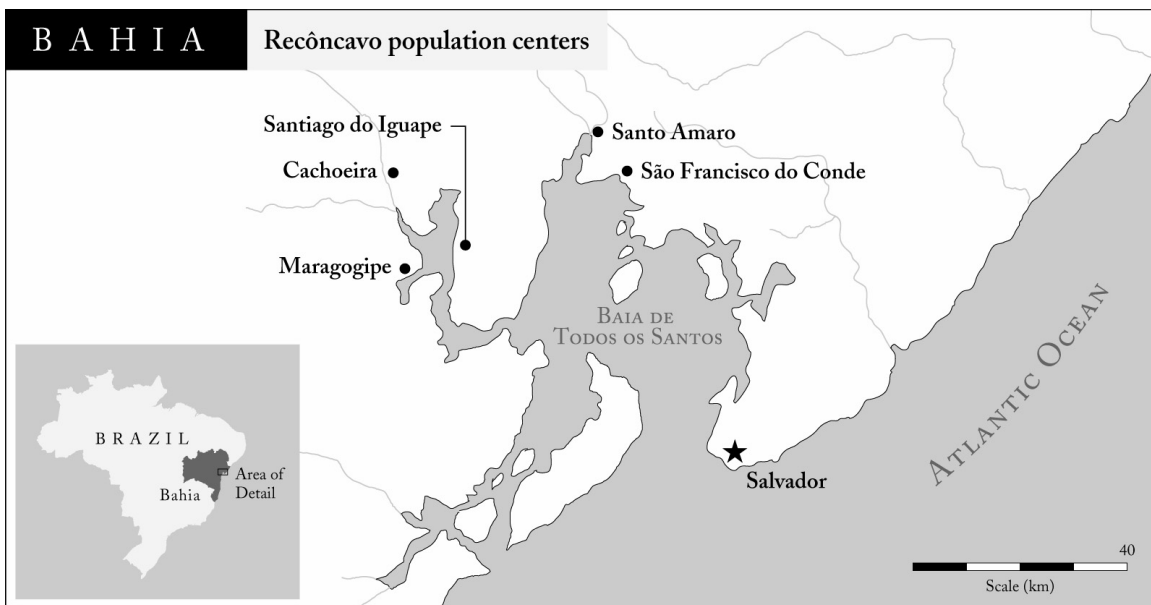 BAHIA
Recôncavo population centers
Santiago do Iguape
Santo Amaro
Cachoeira
São Francisco do Conde
Maragogipe
BAIA DE
TODOS OS SANTOS
ATLANTIC OCEAN
BRAZIL
Area of
Detail
Bahia
Salvador
40
Scale (km)